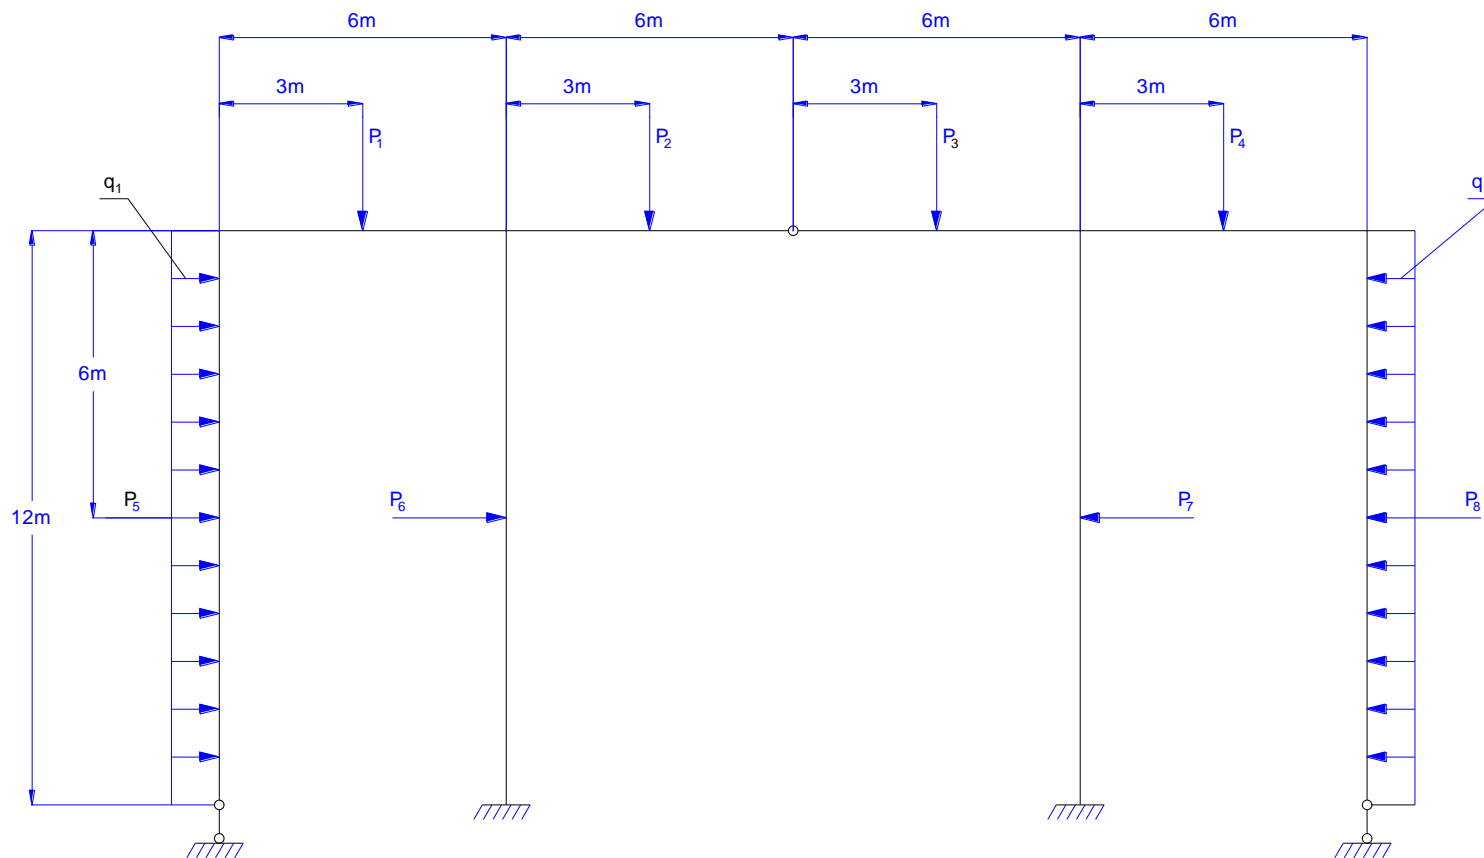 6m 6m 6m 6m
3m 3m 3m 3m
P₁ P₂ P₃ P₄
q₁ q
6m
P₅ P₆ P₇ P₈
12m